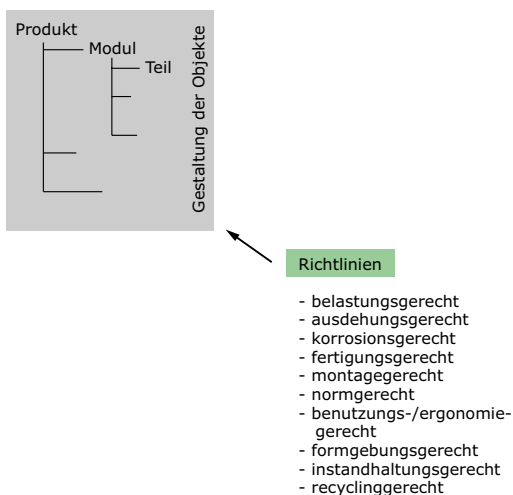 Produkt
Modul
Teil
Gestaltung der Objekte
Richtlinien
- belastungsgerecht
- ausdehungsgerecht
- korrosionsgerecht
- fertigungsgerecht
- montagegerecht
- normgerecht
- benutzungs-/ergonomie-
gerecht
- formgebungsgerecht
- instandhaltungsgerecht
- recyclinggerecht